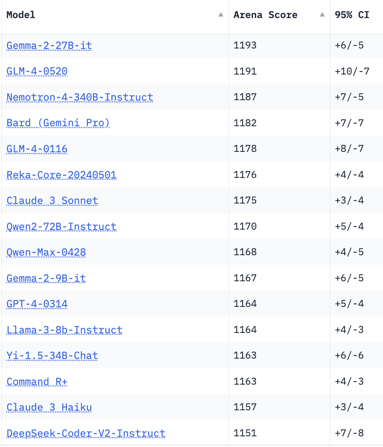 Model Arena Score 95% CI
Gemma-2-27B-it 1193 +6/-5
GLM-4-0520 1191 +10/-7
Nemotron-4-340B-Instruct 1187 +7/-5
Bard (Gemini Pro) 1182 +7/-7
GLM-4-0116 1178 +8/-7
Reka-Core-20240501 1176 +4/-4
Claude 3 Sonnet 1175 +3/-4
Qwen2-72B-Instruct 1170 +5/-4
Qwen-Max-0428 1168 +4/-5
Gemma-2-9B-it 1167 +6/-5
GPT-4-0314 1164 +5/-4
Llama-3-8b-Instruct 1164 +4/-3
Yi-1.5-34B-Chat 1163 +6/-6
Command R+ 1163 +4/-3
Claude 3 Haiku 1157 +3/-4
DeepSeek-Coder-V2-Instruct 1151 +7/-8